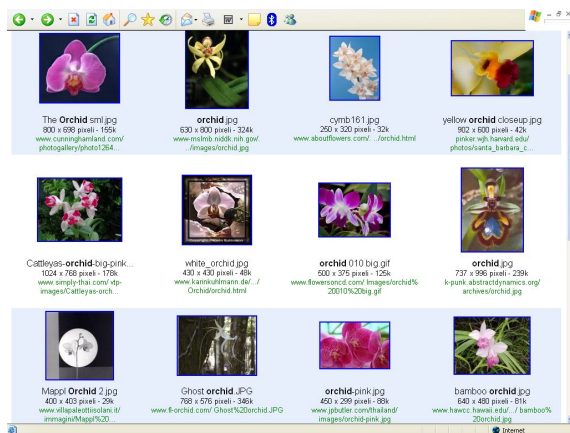 The Orchid sml.jpg
800 x 698 pixeli - 155k
www.cunninghamland.com/
photogallery/photo1264...
orchid.jpg
630 x 800 pixeli - 324k
www-mslmb.niddk.nih.gov/
../images/orchid.jpg
cymb161.jpg
250 x 320 pixeli - 32k
www.aboutflowers.com/.../orchid.html
yellow orchid closeup.jpg
902 x 600 pixeli - 42k
pinker.wjh.harvard.edu/
photos/santa_barbara_c...
Cattleyas-orchid-big-pink...
1024 x 768 pixeli - 178k
www.simply-thai.com/ xtp-
images/Cattleyas-orch...
white_orchid.jpg
430 x 430 pixeli - 48k
www.karinkuhlmann.de/.../
Orchid/orchid.html
orchid 010 big.gif
500 x 375 pixeli - 125k
www.flowersoncd.com/ Images/orchid%
20010%20big.gif
orchid.jpg
737 x 996 pixeli - 239k
k-punk.abstractdynamics.org/
archives/orchid.jpg
Mappl Orchid 2.jpg
400 x 403 pixeli - 29k
www.villapaleottiisolani.it/
immagini/Mappl%20...
Ghost orchid.JPG
768 x 576 pixeli - 346k
www.fl-orchid.com/ Ghost%20orchid.JPG
orchid-pink.jpg
450 x 299 pixeli - 88k
www.jpbutler.com/thailand/
images/orchid-pink.jpg
bamboo orchid.jpg
640 x 480 pixeli - 81k
www.hawcc.hawaii.edu/.../ bamboo%
20orchid.jpg
Internet